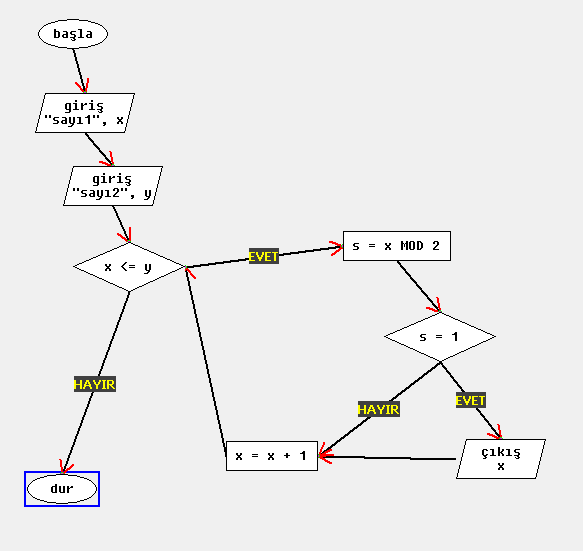 başla
giriş
"sayı1", x
giriş
"sayı2", y
x <= y
EVET
s = x MOD 2
s = 1
HAYIR
HAYIR
EVET
x = x + 1
çıkış
x
dur